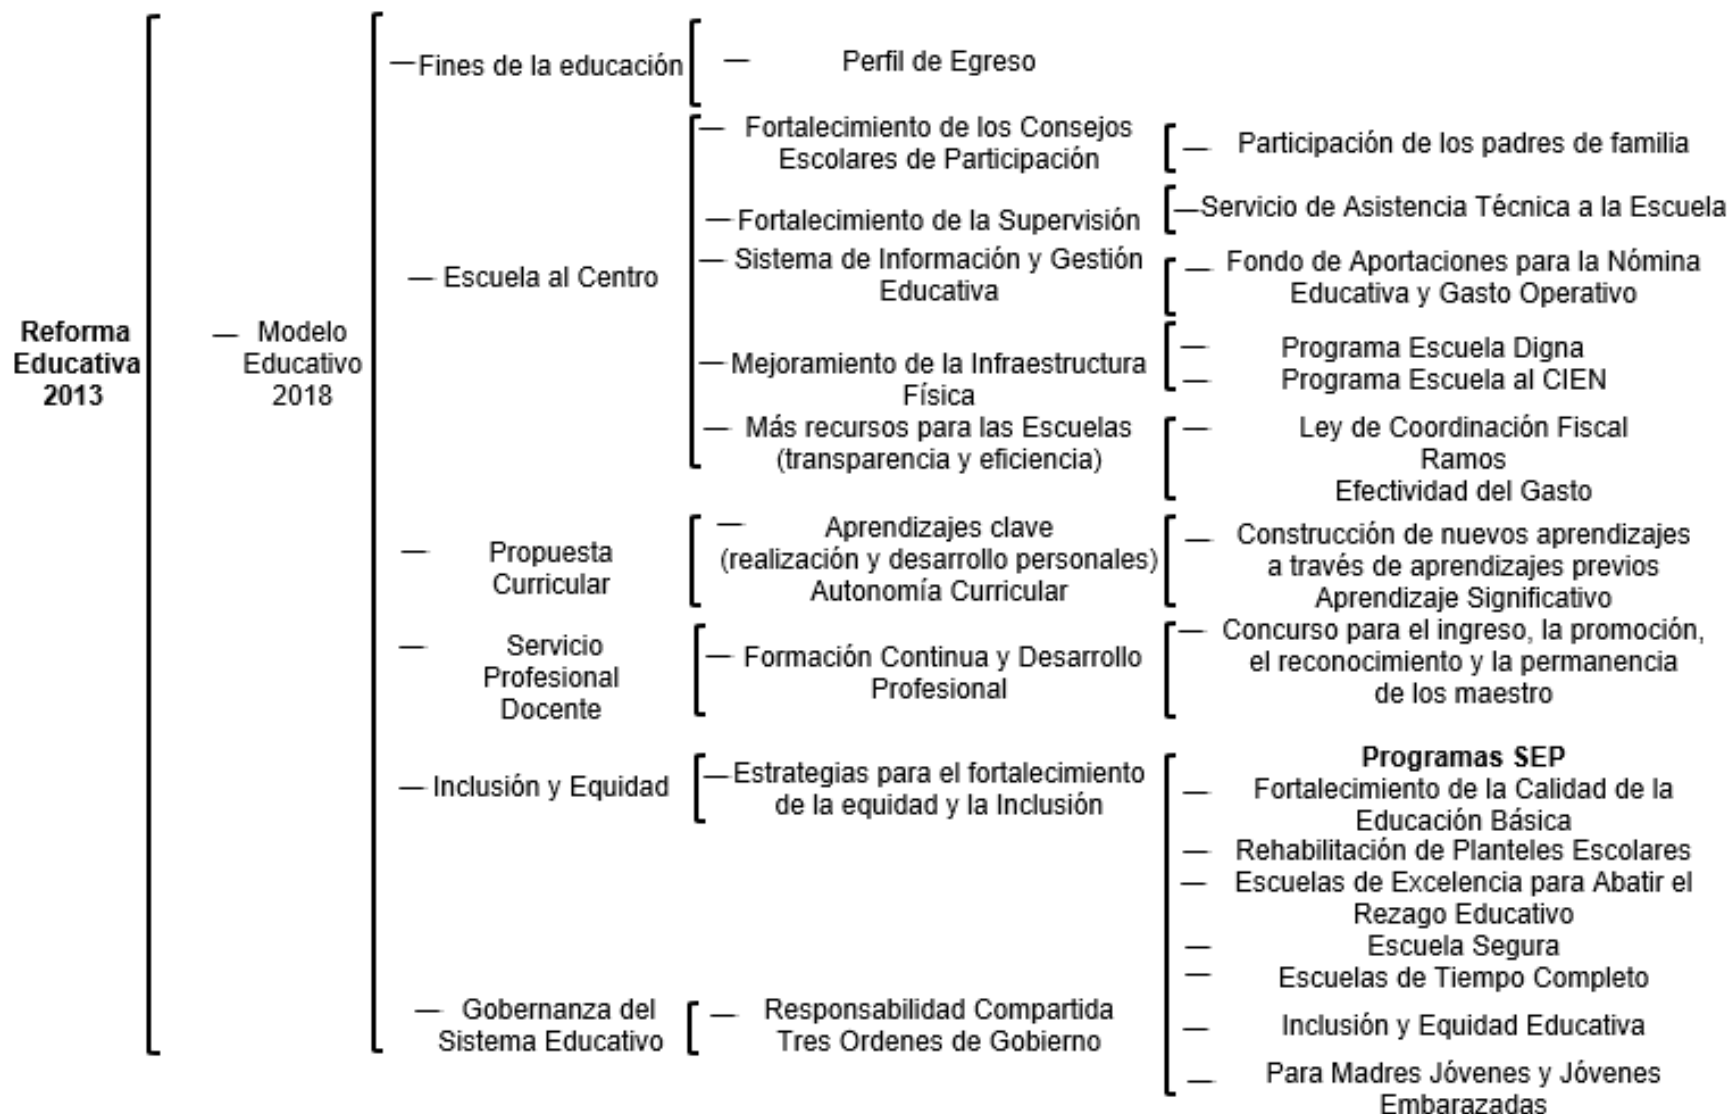 Reforma
Educativa
2013
— Modelo
Educativo
2018
— Fines de la educación
— Perfil de Egreso
— Escuela al Centro
— Fortalecimiento de los Consejos
Escolares de Participación
— Participación de los padres de familia
— Fortalecimiento de la Supervisión
— Servicio de Asistencia Técnica a la Escuela
— Sistema de Información y Gestión
Educativa
— Fondo de Aportaciones para la Nómina
Educativa y Gasto Operativo
— Mejoramiento de la Infraestructura
Física
— Programa Escuela Digna
— Programa Escuela al CIEN
— Más recursos para las Escuelas
(transparencia y eficiencia)
— Ley de Coordinación Fiscal
Ramos
Efectividad del Gasto
— Propuesta
Curricular
— Aprendizajes clave
(realización y desarrollo personales)
Autonomía Curricular
— Construcción de nuevos aprendizajes
a través de aprendizajes previos
Aprendizaje Significativo
— Servicio
Profesional
Docente
— Formación Continua y Desarrollo
Profesional
— Concurso para el ingreso, la promoción,
el reconocimiento y la permanencia
de los maestro
— Inclusión y Equidad
— Estrategias para el fortalecimiento
de la equidad y la Inclusión
Programas SEP
— Fortalecimiento de la Calidad de la
Educación Básica
— Rehabilitación de Planteles Escolares
— Escuelas de Excelencia para Abatir el
Rezago Educativo
— Escuela Segura
— Escuelas de Tiempo Completo
— Inclusión y Equidad Educativa
— Para Madres Jóvenes y Jóvenes
Embarazadas
— Gobernanza del
Sistema Educativo
— Responsabilidad Compartida
Tres Ordenes de Gobierno